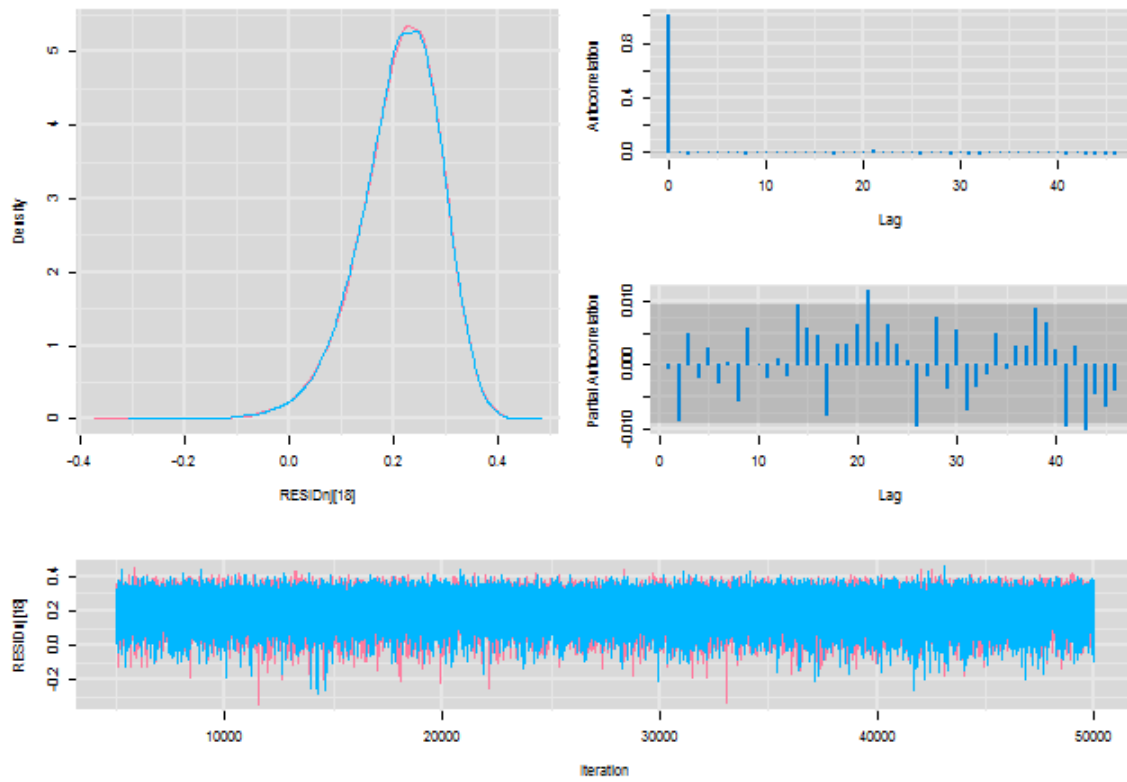 Density
0 1 2 3 4 5
-0.4 -0.2 0.0 0.2 0.4
RESIDnj[18]
Autocorrelation
0.0 0.4 0.8
0 10 20 30 40
Lag
Partial Autocorrelation
-0.010 0.000 0.010
0 10 20 30 40
Lag
RESIDnj[18]
-0.2 0.0 0.2 0.4
10000 20000 30000 40000 50000
Iteration